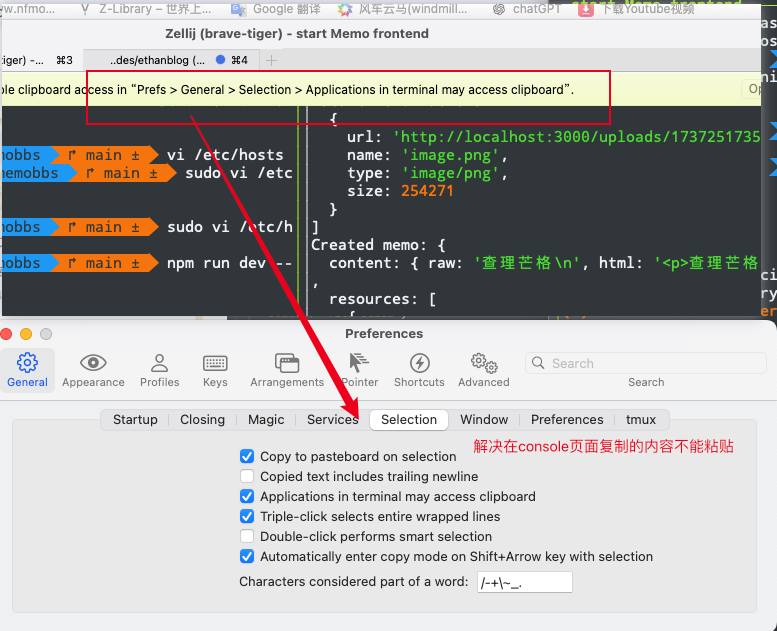 w.nfmo...
Z-Library – 世界上...
Google 翻译
风车云马(windmill...
chatGPT
下载Youtube视频
Zellij (brave-tiger) - start Memo frontend
tiger) -... ⌘3
..des/ethanblog (... ⌘4
ble clipboard access in “Prefs > General > Selection > Applications in terminal may access clipboard”.
{
url: 'http://localhost:3000/uploads/1737251735
mobbs main ± vi /etc/hosts
name: 'image.png',
hemobbs main ± sudo vi /etc
type: 'image/png',
size: 254271
}
mobbs main ± sudo vi /etc/h
]
Created memo: {
mobbs main ± npm run dev --
content: { raw: '查理芒格\n', html: '<p>查理芒格
,
resources: [
Preferences
General
Appearance
Profiles
Keys
Arrangements
Pointer
Shortcuts
Advanced
Search
Search
Startup
Closing
Magic
Services
Selection
Window
Preferences
tmux
解决在console页面复制的内容不能粘贴
Copy to pasteboard on selection
Copied text includes trailing newline
Applications in terminal may access clipboard
Triple-click selects entire wrapped lines
Double-click performs smart selection
Automatically enter copy mode on Shift+Arrow key with selection
Characters considered part of a word: /-+\~_.